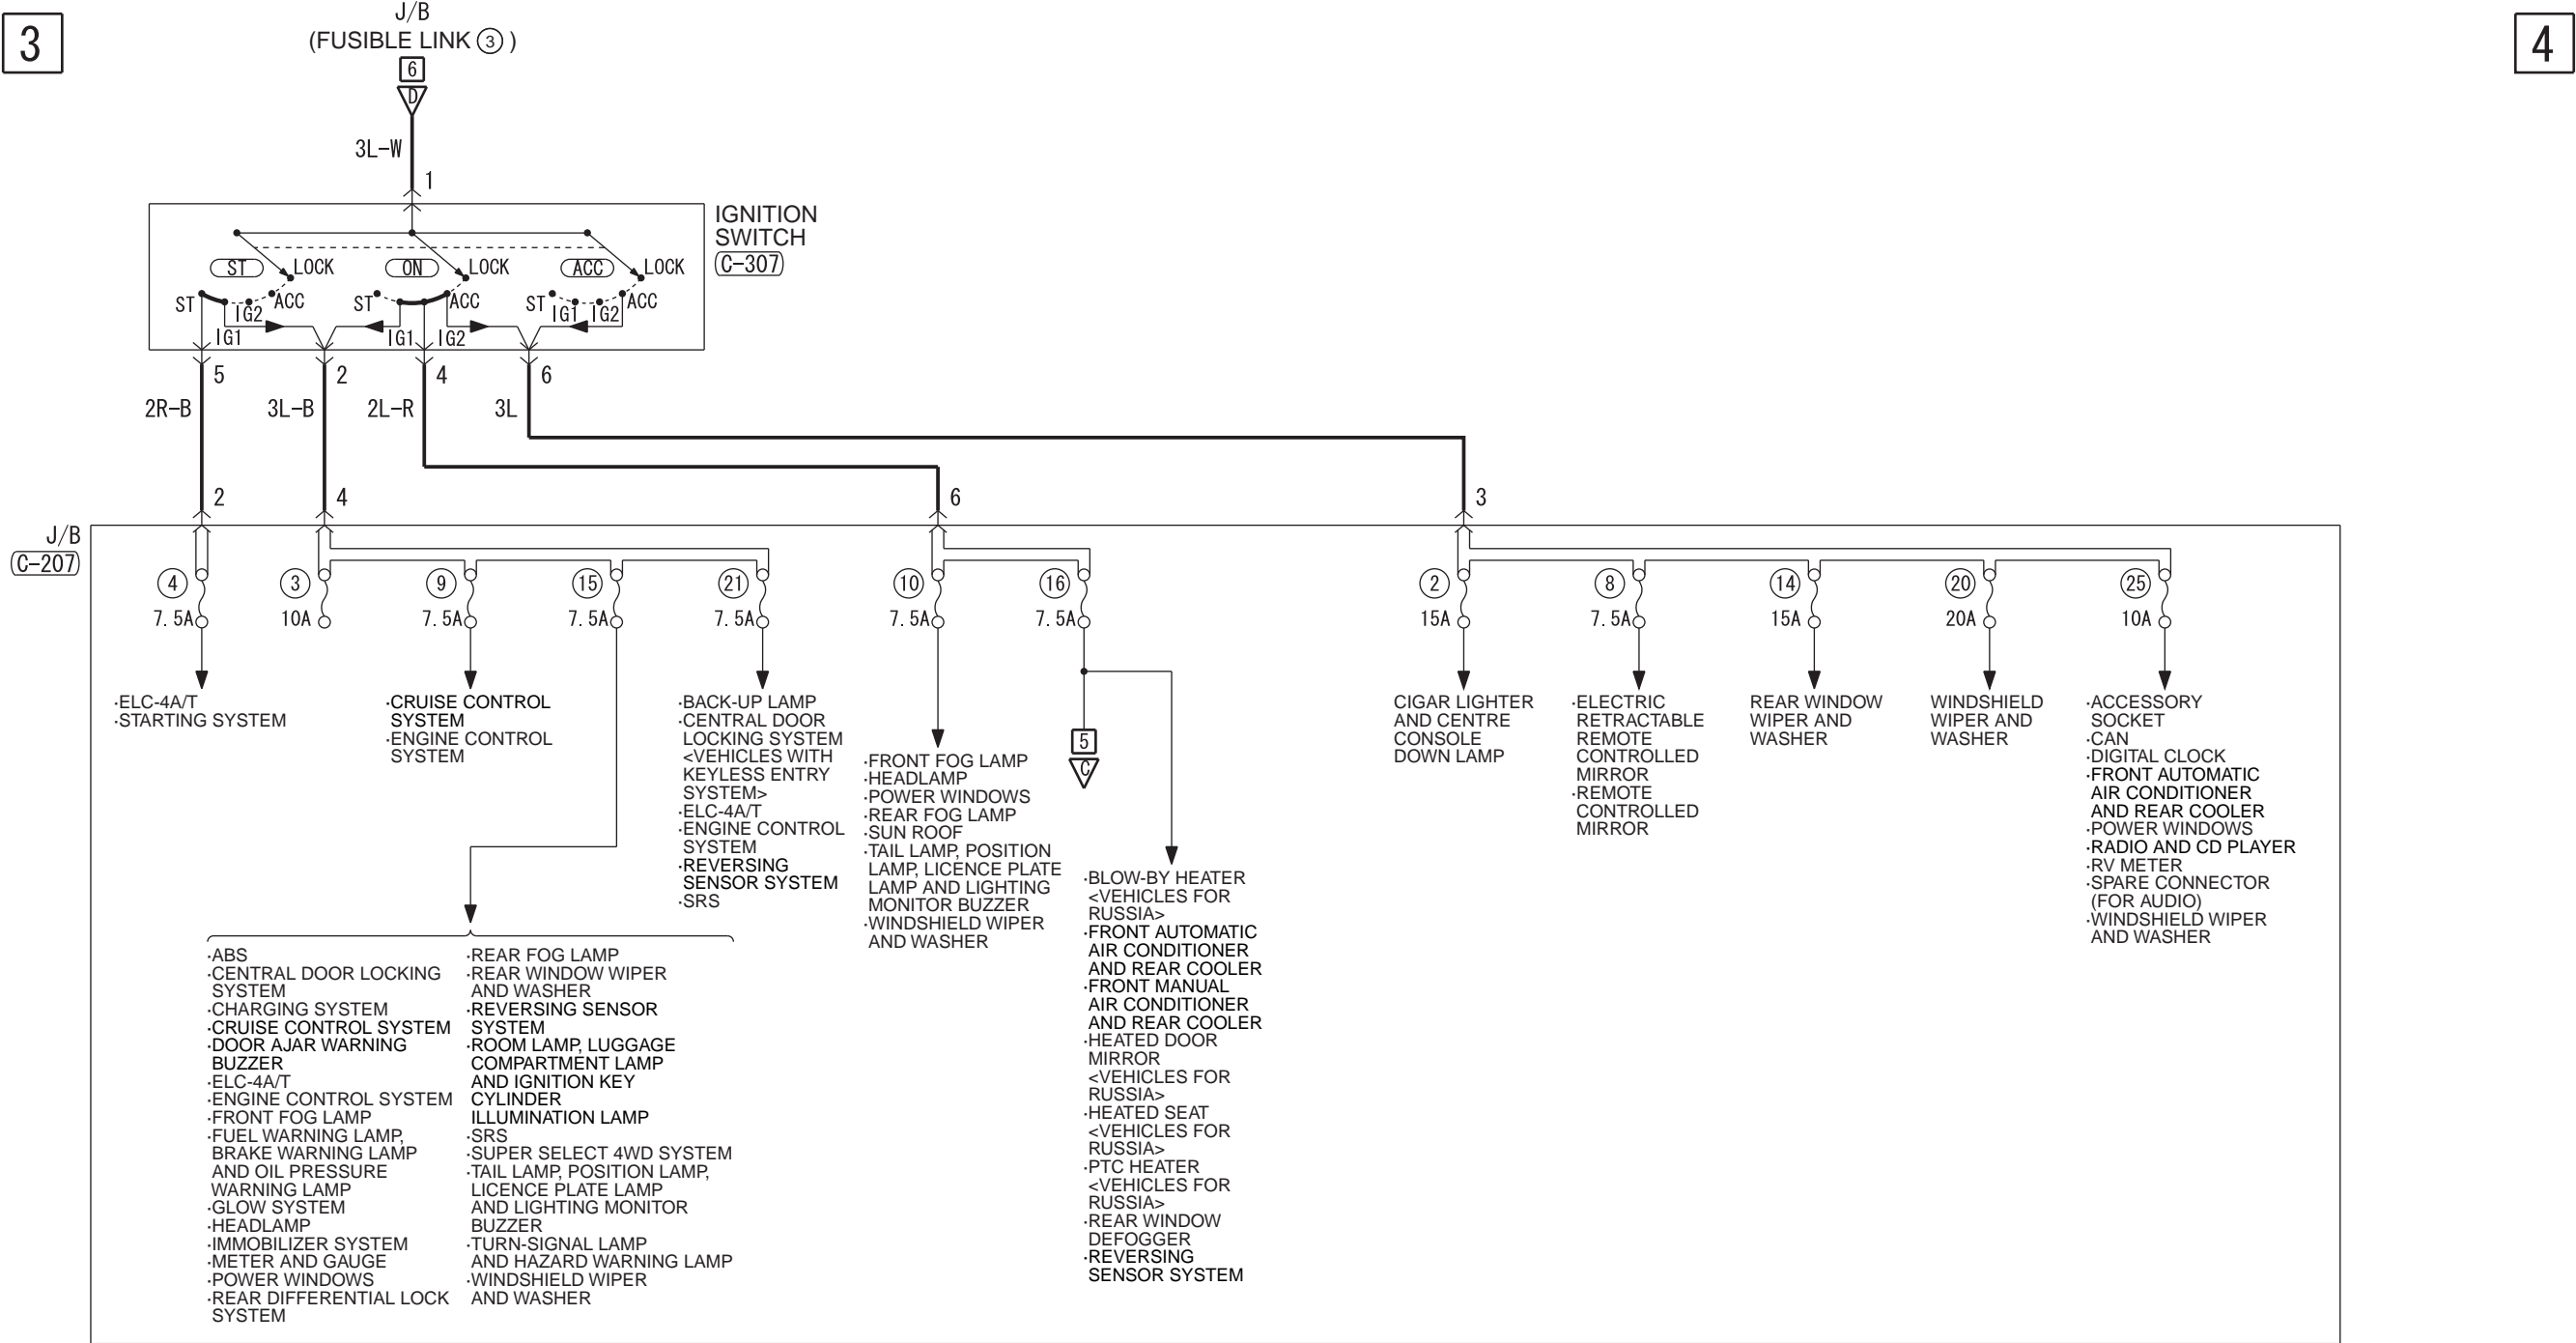 3
4
J/B
(FUSIBLE LINK 3 )
6
D
3L-W
1
IGNITION
SWITCH
C-307
ST
LOCK
ON
LOCK
ACC
LOCK
ST
IG2
ACC
IG1
ST
ACC
IG1
IG2
ST
IG1
IG2
ACC
5
2
4
6
2R-B
3L-B
2L-R
3L
2
4
6
3
J/B
C-207
4
7.5A
3
10A
9
7.5A
15
7.5A
21
7.5A
10
7.5A
16
7.5A
2
15A
8
7.5A
14
15A
20
20A
25
10A
·ELC-4A/T
·STARTING SYSTEM
·CRUISE CONTROL
SYSTEM
·ENGINE CONTROL
SYSTEM
·BACK-UP LAMP
·CENTRAL DOOR
LOCKING SYSTEM
<VEHICLES WITH
KEYLESS ENTRY
SYSTEM>
·ELC-4A/T
·ENGINE CONTROL
SYSTEM
·REVERSING
SENSOR SYSTEM
·SRS
·FRONT FOG LAMP
·HEADLAMP
·POWER WINDOWS
·REAR FOG LAMP
·SUN ROOF
·TAIL LAMP, POSITION
LAMP, LICENCE PLATE
LAMP AND LIGHTING
MONITOR BUZZER
·WINDSHIELD WIPER
AND WASHER
5
C
·BLOW-BY HEATER
<VEHICLES FOR
RUSSIA>
·FRONT AUTOMATIC
AIR CONDITIONER
AND REAR COOLER
·FRONT MANUAL
AIR CONDITIONER
AND REAR COOLER
·HEATED DOOR
MIRROR
<VEHICLES FOR
RUSSIA>
·HEATED SEAT
<VEHICLES FOR
RUSSIA>
·PTC HEATER
<VEHICLES FOR
RUSSIA>
·REAR WINDOW
DEFOGGER
·REVERSING
SENSOR SYSTEM
CIGAR LIGHTER
AND CENTRE
CONSOLE
DOWN LAMP
·ELECTRIC
RETRACTABLE
REMOTE
CONTROLLED
MIRROR
·REMOTE
CONTROLLED
MIRROR
REAR WINDOW
WIPER AND
WASHER
WINDSHIELD
WIPER AND
WASHER
·ACCESSORY
SOCKET
·CAN
·DIGITAL CLOCK
·FRONT AUTOMATIC
AIR CONDITIONER
AND REAR COOLER
·POWER WINDOWS
·RADIO AND CD PLAYER
·RV METER
·SPARE CONNECTOR
(FOR AUDIO)
·WINDSHIELD WIPER
AND WASHER
·ABS
·CENTRAL DOOR LOCKING
SYSTEM
·CHARGING SYSTEM
·CRUISE CONTROL SYSTEM
·DOOR AJAR WARNING
BUZZER
·ELC-4A/T
·ENGINE CONTROL SYSTEM
·FRONT FOG LAMP
·FUEL WARNING LAMP,
BRAKE WARNING LAMP
AND OIL PRESSURE
WARNING LAMP
·GLOW SYSTEM
·HEADLAMP
·IMMOBILIZER SYSTEM
·METER AND GAUGE
·POWER WINDOWS
·REAR DIFFERENTIAL LOCK
SYSTEM
·REAR FOG LAMP
·REAR WINDOW WIPER
AND WASHER
·REVERSING SENSOR
SYSTEM
·ROOM LAMP, LUGGAGE
COMPARTMENT LAMP
AND IGNITION KEY
CYLINDER
ILLUMINATION LAMP
·SRS
·SUPER SELECT 4WD SYSTEM
·TAIL LAMP, POSITION LAMP,
LICENCE PLATE LAMP
AND LIGHTING MONITOR
BUZZER
·TURN-SIGNAL LAMP
AND HAZARD WARNING LAMP
·WINDSHIELD WIPER
AND WASHER